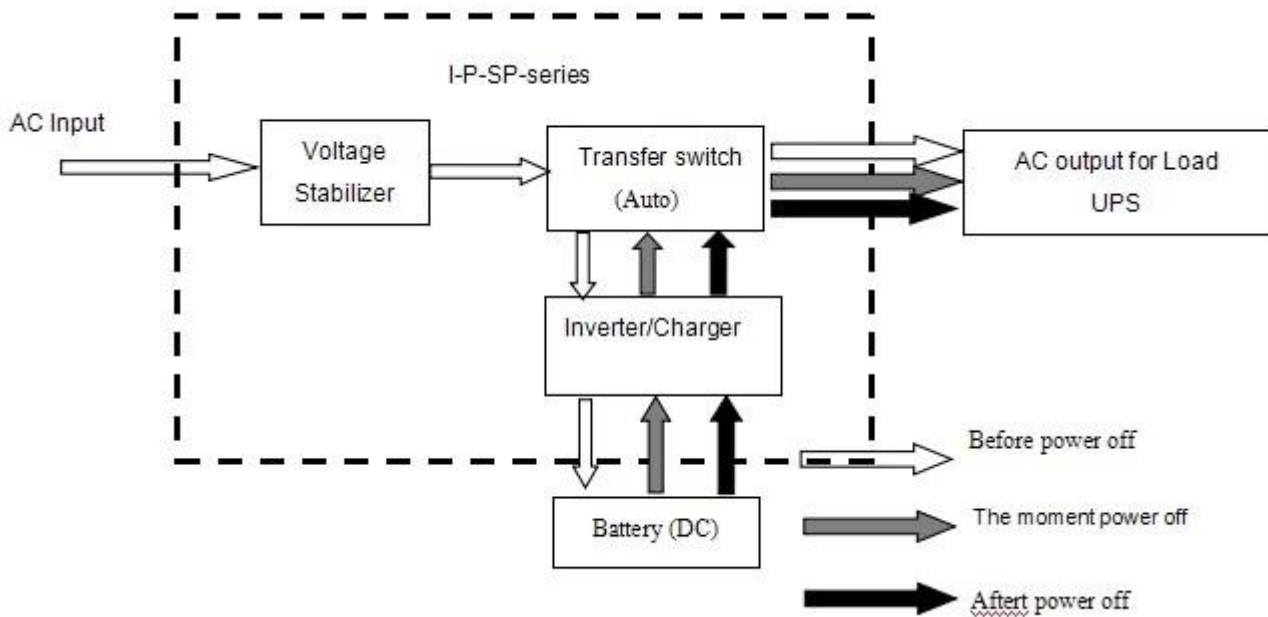 I-P-SP-series
AC Input
Voltage
Stabilizer
Transfer switch
(Auto)
AC output for Load
UPS
Inverter/Charger
Battery (DC)
Before power off
The moment power off
Aftert power off